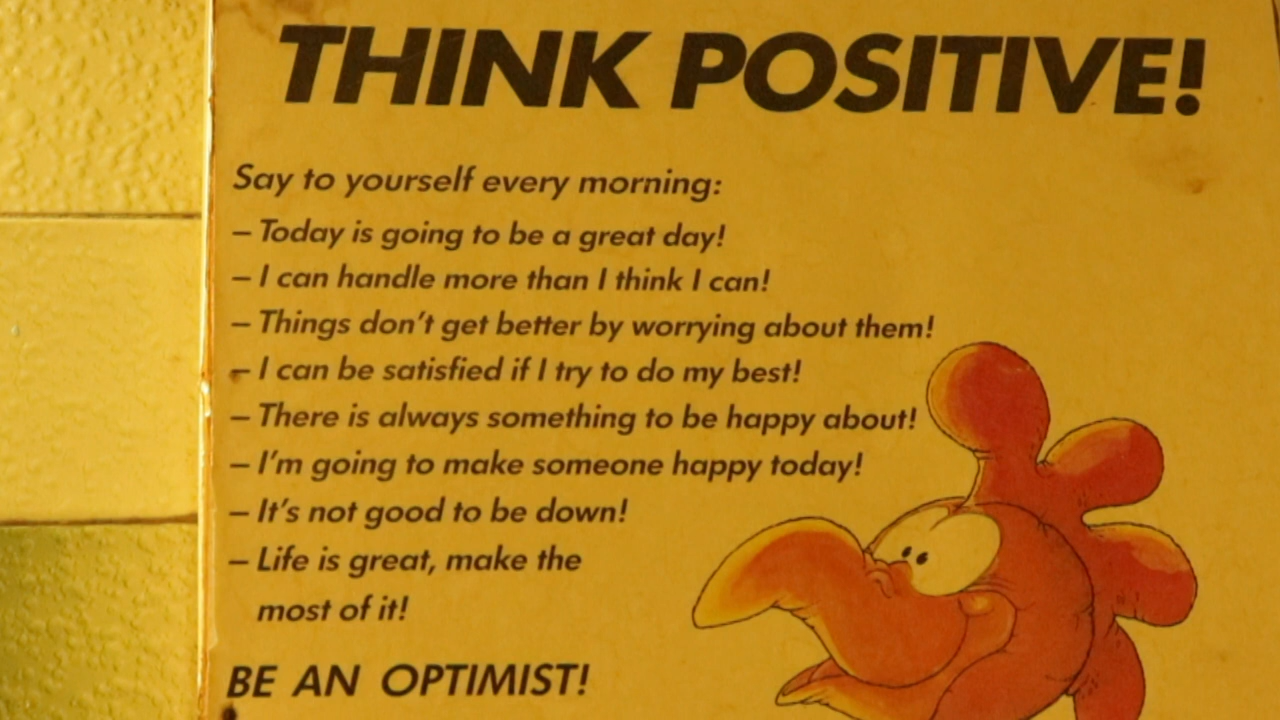 THINK POSITIVE!
Say to yourself every morning:
– Today is going to be a great day!
– I can handle more than I think I can!
– Things don't get better by worrying about them!
– I can be satisfied if I try to do my best!
– There is always something to be happy about!
– I'm going to make someone happy today!
– It's not good to be down!
– Life is great, make the
most of it!
BE AN OPTIMIST!